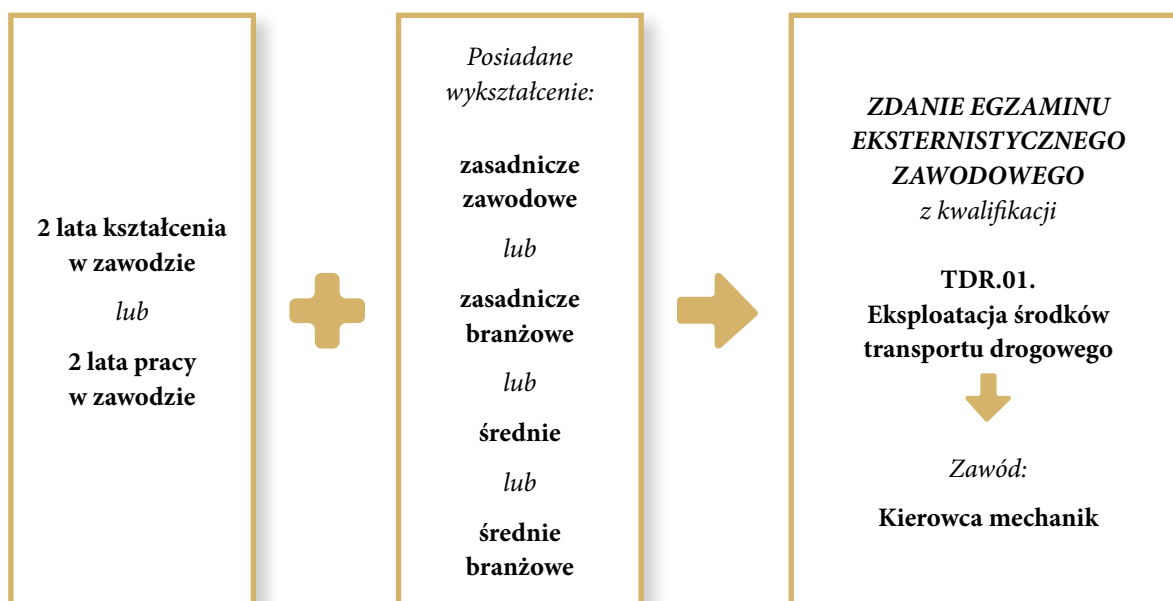 2 lata kształcenia
w zawodzie
lub
2 lata pracy
w zawodzie
Posiadane
wykształcenie:
zasadnicze
zawodowe
lub
zasadnicze
branżowe
lub
średnie
lub
średnie
branżowe
ZDANIE EGZAMINU
EKSTERNISTYCZNEGO
ZAWODOWEGO
z kwalifikacji
TDR.01.
Eksploatacja środków
transportu drogowego
Zawód:
Kierowca mechanik